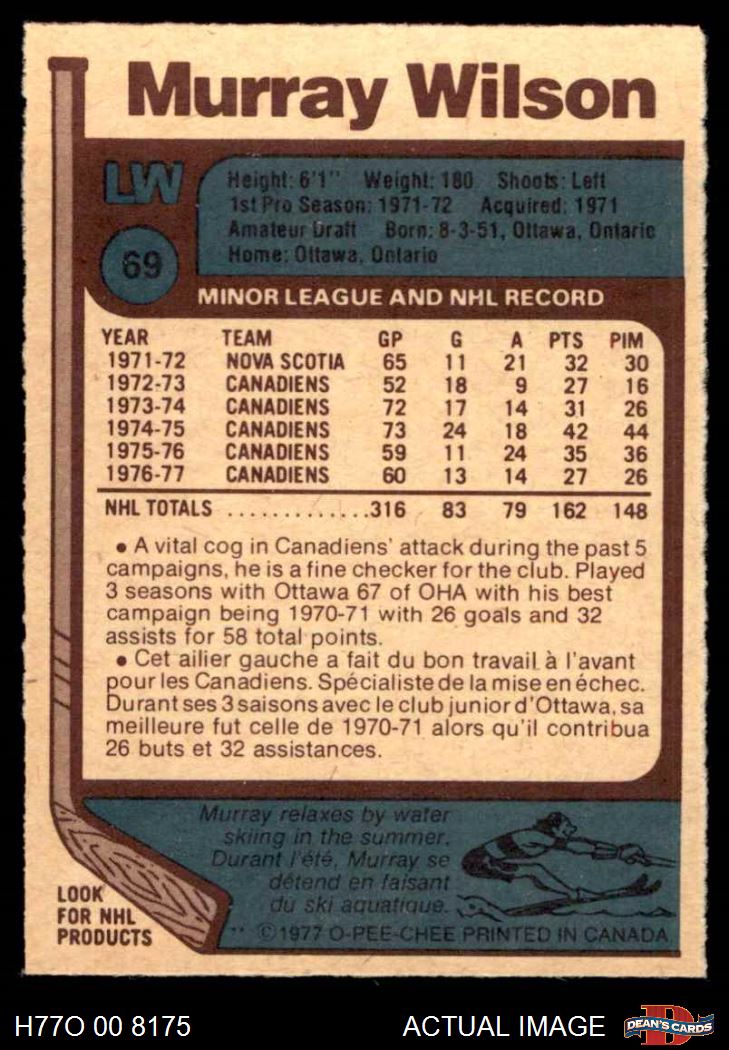 Murray Wilson
LW
Height: 6'1" Weight: 180 Shoots: Left
1st Pro Season: 1971-72 Acquired: 1971
Amateur Draft Born: 8-3-51, Ottawa, Ontario
Home: Ottawa, Ontario
69
MINOR LEAGUE AND NHL RECORD
YEAR TEAM GP G A PTS PIM
1971-72 NOVA SCOTIA 65 11 21 32 30
1972-73 CANADIENS 52 18 9 27 16
1973-74 CANADIENS 72 17 14 31 26
1974-75 CANADIENS 73 24 18 42 44
1975-76 CANADIENS 59 11 24 35 36
1976-77 CANADIENS 60 13 14 27 26
NHL TOTALS .............316 83 79 162 148
• A vital cog in Canadiens' attack during the past 5
campaigns, he is a fine checker for the club. Played
3 seasons with Ottawa 67 of OHA with his best
campaign being 1970-71 with 26 goals and 32
assists for 58 total points.
• Cet ailier gauche a fait du bon travail à l'avant
pour les Canadiens. Spécialiste de la mise en échec.
Durant ses 3 saisons avec le club junior d'Ottawa, sa
meilleure fut celle de 1970-71 alors qu'il contribua
26 buts et 32 assistances.
Murray relaxes by water
skiing in the summer.
Durant l'été, Murray se
détend en faisant
du ski aquatique.
LOOK
FOR NHL
PRODUCTS
** ©1977 O-PEE-CHEE PRINTED IN CANADA
H77O 00 8175 ACTUAL IMAGE DEAN'S CARDS